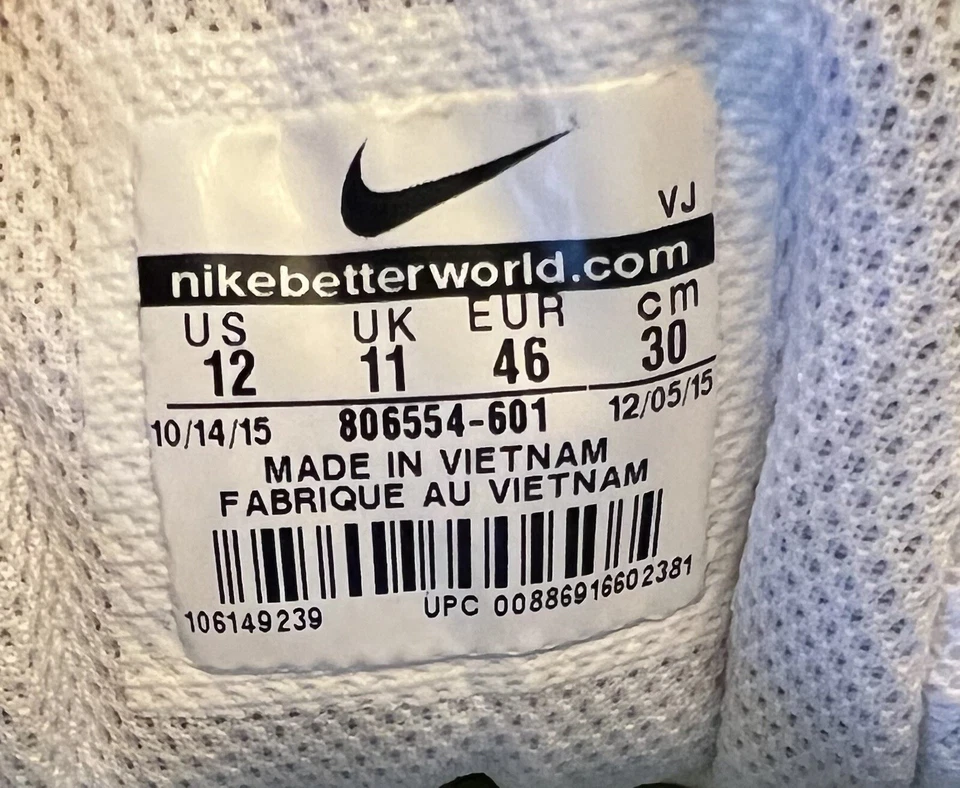 VJ
nikebetterworld.com
US UK EUR cm
12 11 46 30
10/14/15 806554-601 12/05/15
MADE IN VIETNAM
FABRIQUE AU VIETNAM
106149239 UPC 00886916602381